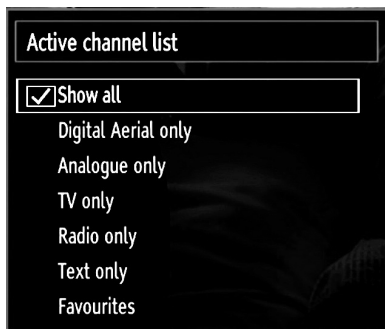 Active channel list
Show all
Digital Aerial only
Analogue only
TV only
Radio only
Text only
Favourites